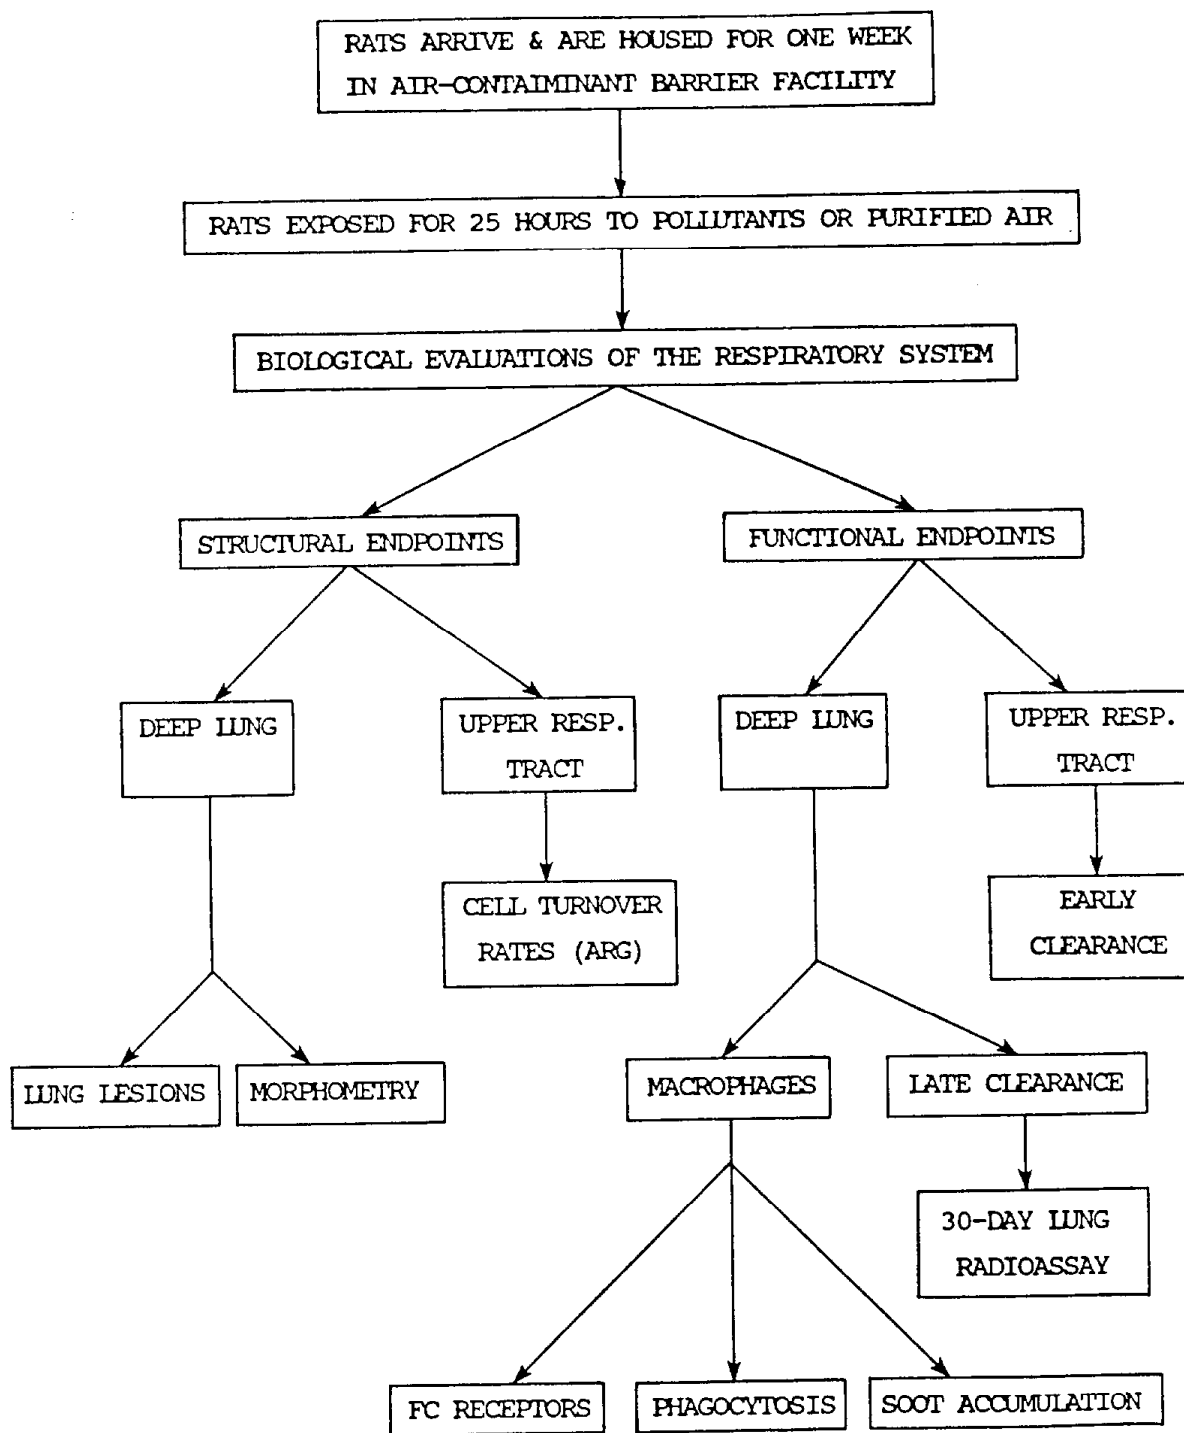 RATS ARRIVE & ARE HOUSED FOR ONE WEEK
IN AIR-CONTAIMINANT BARRIER FACILITY
RATS EXPOSED FOR 25 HOURS TO POLLUTANTS OR PURIFIED AIR
BIOLOGICAL EVALUATIONS OF THE RESPIRATORY SYSTEM
STRUCTURAL ENDPOINTS
FUNCTIONAL ENDPOINTS
DEEP LUNG
UPPER RESP.
TRACT
DEEP LUNG
UPPER RESP.
TRACT
CELL TURNOVER
RATES (ARG)
EARLY
CLEARANCE
LUNG LESIONS
MORPHOMETRY
MACROPHAGES
LATE CLEARANCE
30-DAY LUNG
RADIOASSAY
FC RECEPTORS
PHAGOCYTOSIS
SOOT ACCUMULATION